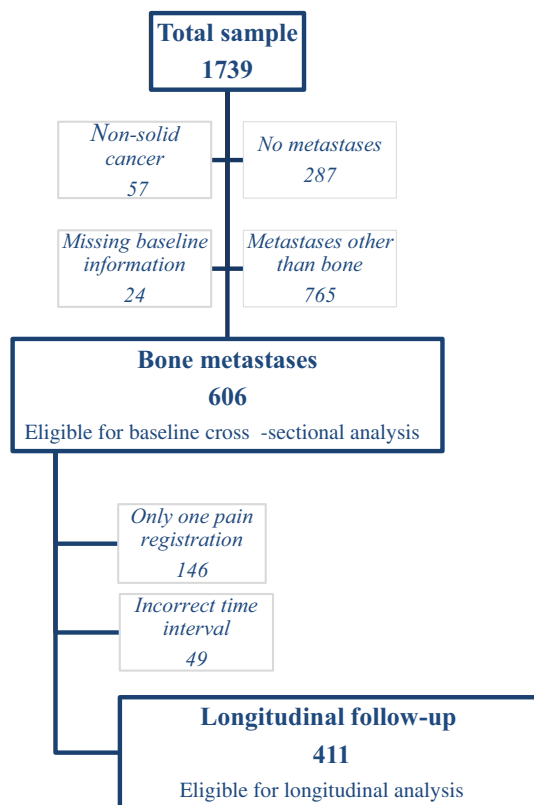 Total sample
1739
Non-solid
cancer
57
No metastases
287
Missing baseline
information
24
Metastases other
than bone
765
Bone metastases
606
Eligible for baseline cross -sectional analysis
Only one pain
registration
146
Incorrect time
interval
49
Longitudinal follow-up
411
Eligible for longitudinal analysis